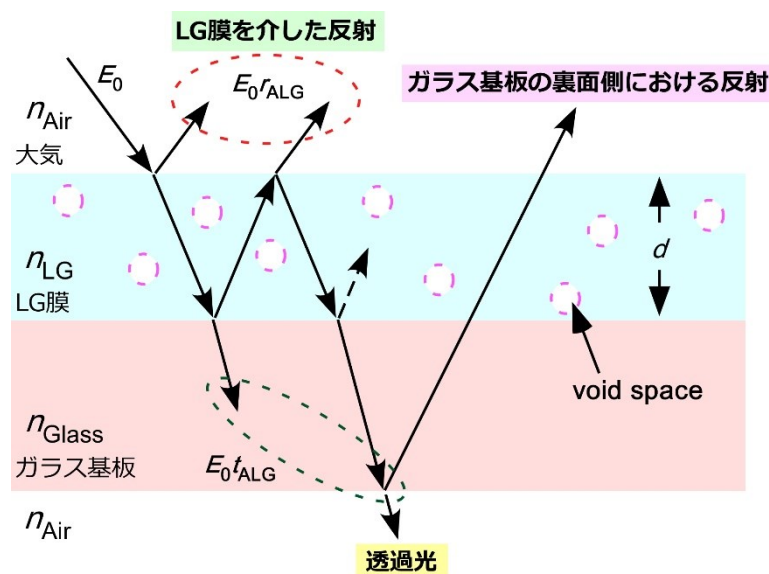 LG膜を介した反射
E0
E0rALG
ガラス基板の裏面側における反射
nAir
大気
nLG
LG膜
d
void space
nGlass
ガラス基板
E0tALG
nAir
透過光